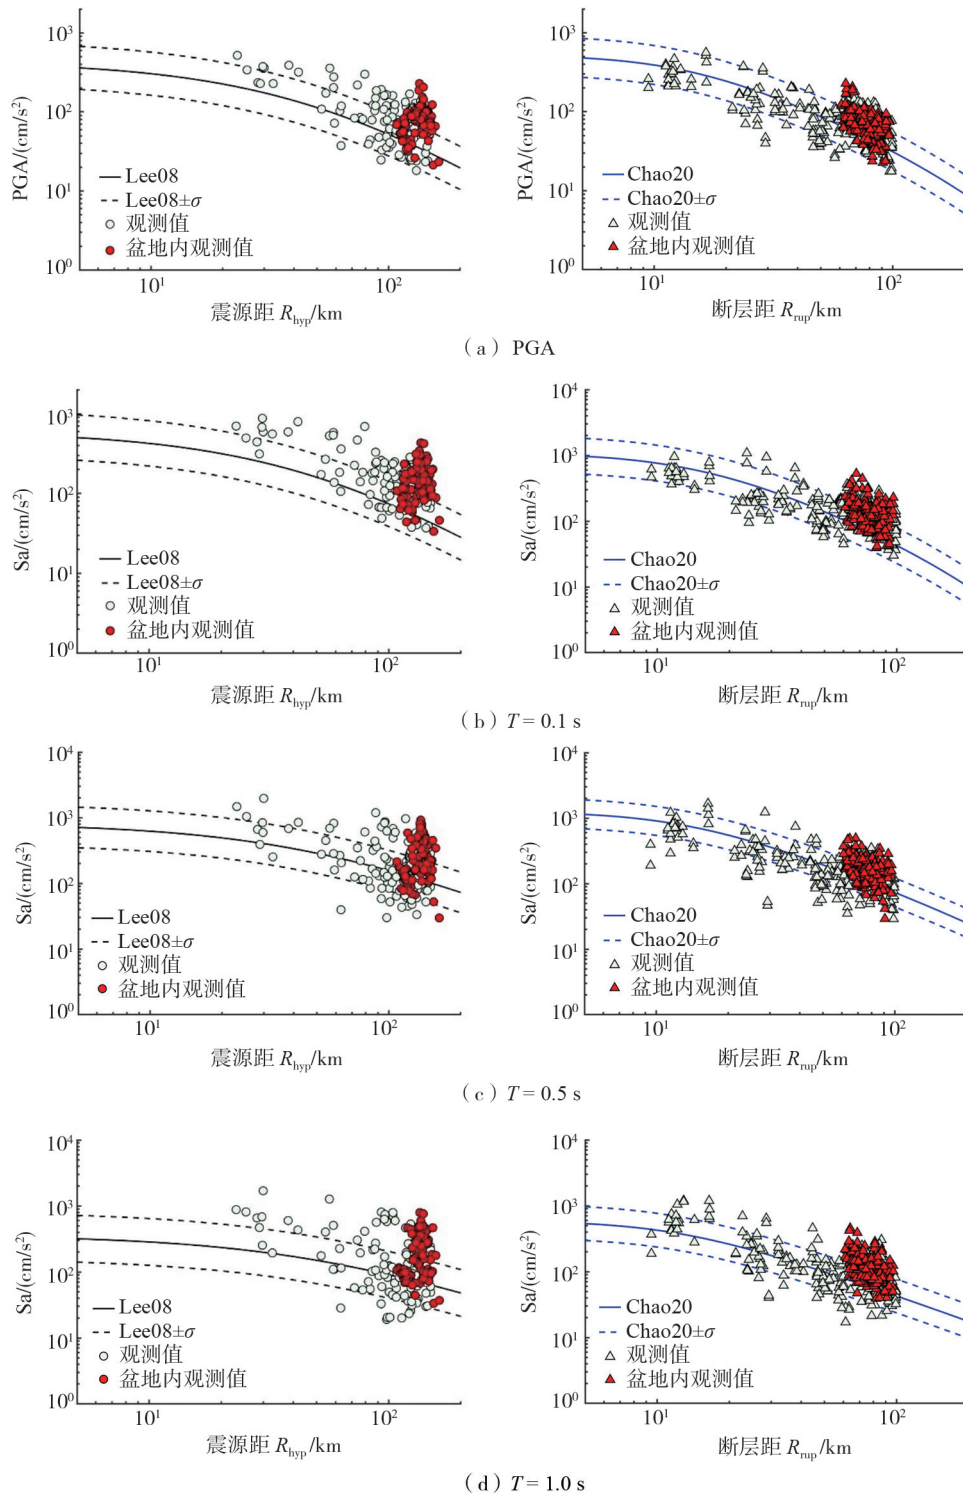 10³
10²
10¹
10⁰
PGA/(cm/s²)
Lee08
Lee08±σ
观测值
盆地内观测值
10¹
10²
震源距 R_hyp/km
10³
10²
10¹
10⁰
PGA/(cm/s²)
Chao20
Chao20±σ
观测值
盆地内观测值
10¹
10²
断层距 R_rup/km
（a）PGA
10³
10²
10¹
10⁰
Sa/(cm/s²)
Lee08
Lee08±σ
观测值
盆地内观测值
10¹
10²
震源距 R_hyp/km
10⁴
10³
10²
10¹
10⁰
Sa/(cm/s²)
Chao20
Chao20±σ
观测值
盆地内观测值
10¹
10²
断层距 R_rup/km
（b）T = 0.1 s
10⁴
10³
10²
10¹
10⁰
Sa/(cm/s²)
Lee08
Lee08±σ
观测值
盆地内观测值
10¹
10²
震源距 R_hyp/km
10⁴
10³
10²
10¹
10⁰
Sa/(cm/s²)
Chao20
Chao20±σ
观测值
盆地内观测值
10¹
10²
断层距 R_rup/km
（c）T = 0.5 s
10⁴
10³
10²
10¹
10⁰
Sa/(cm/s²)
Lee08
Lee08±σ
观测值
盆地内观测值
10¹
10²
震源距 R_hyp/km
10⁴
10³
10²
10¹
10⁰
Sa/(cm/s²)
Chao20
Chao20±σ
观测值
盆地内观测值
10¹
10²
断层距 R_rup/km
（d）T = 1.0 s